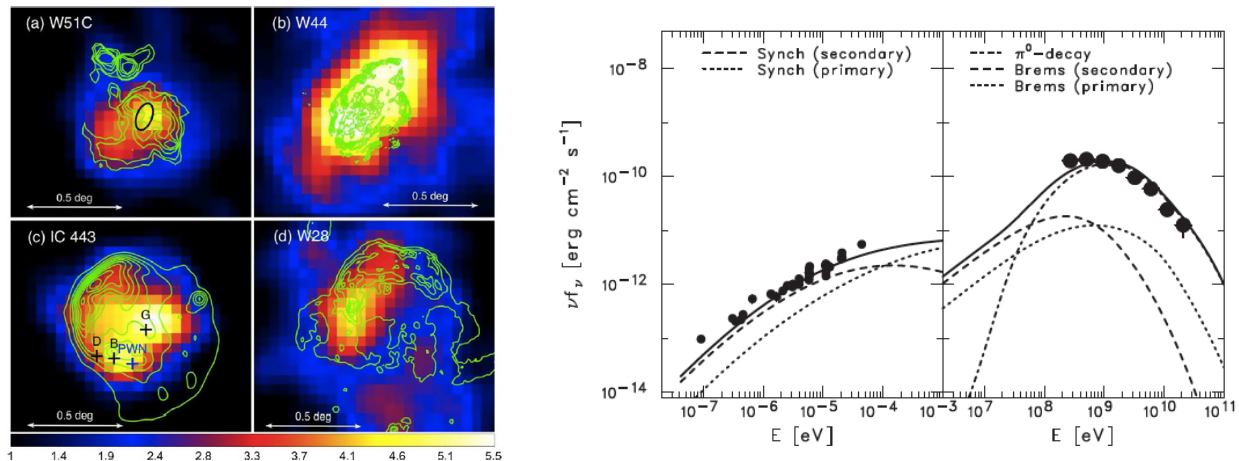 (a) W51C
(b) W44
0.5 deg
0.5 deg
(c) IC 443
(d) W28
G
D
B
PWN
0.5 deg
0.5 deg
1 1.4 1.9 2.4 2.8 3.3 3.7 4.1 4.6 5.1 5.5
νfν [erg cm⁻² s⁻¹]
10⁻⁸
10⁻¹⁰
10⁻¹²
10⁻¹⁴
Synch (secondary)
Synch (primary)
π⁰-decay
Brems (secondary)
Brems (primary)
10⁻⁷ 10⁻⁶ 10⁻⁵ 10⁻⁴ 10⁻³
10⁷ 10⁸ 10⁹ 10¹⁰ 10¹¹
E [eV]
E [eV]